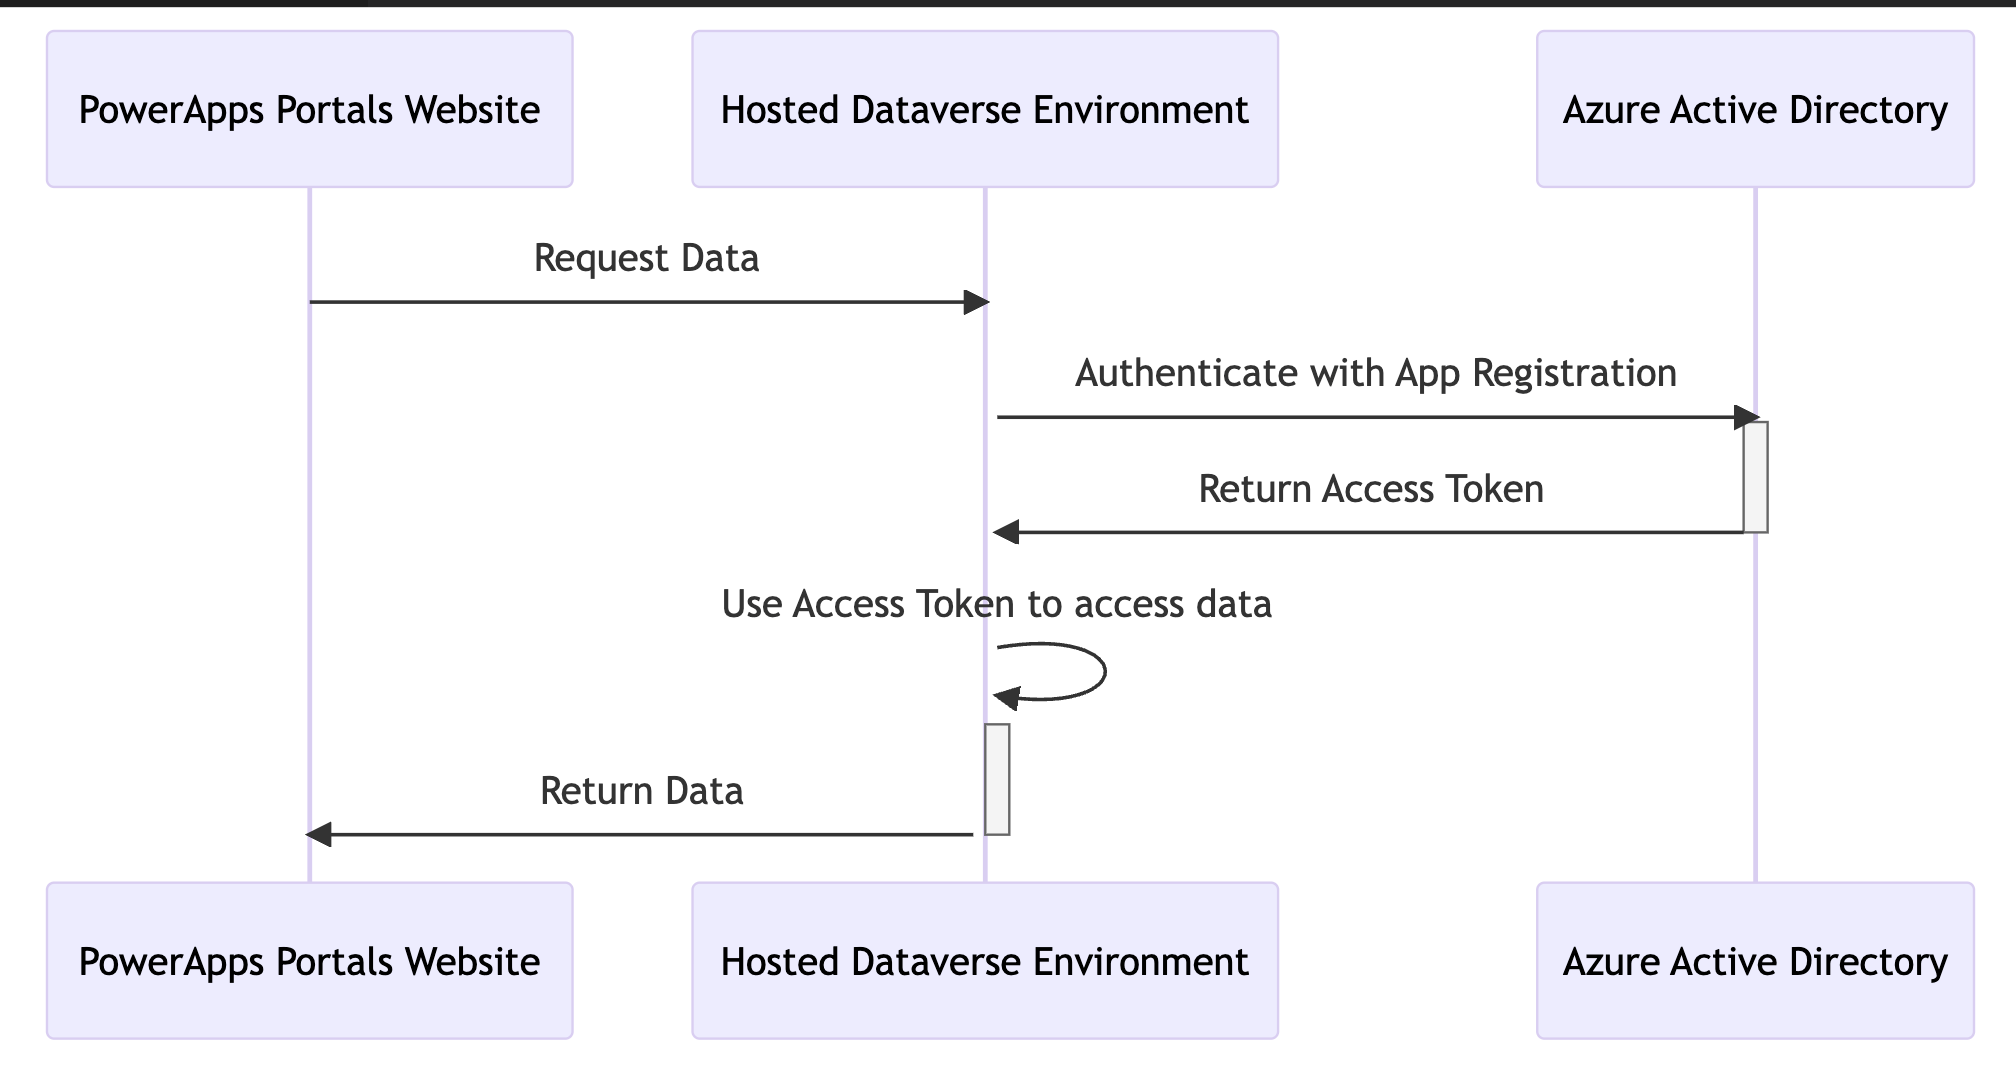 PowerApps Portals Website
Hosted Dataverse Environment
Azure Active Directory
Request Data
Authenticate with App Registration
Return Access Token
Use Access Token to access data
Return Data
PowerApps Portals Website
Hosted Dataverse Environment
Azure Active Directory